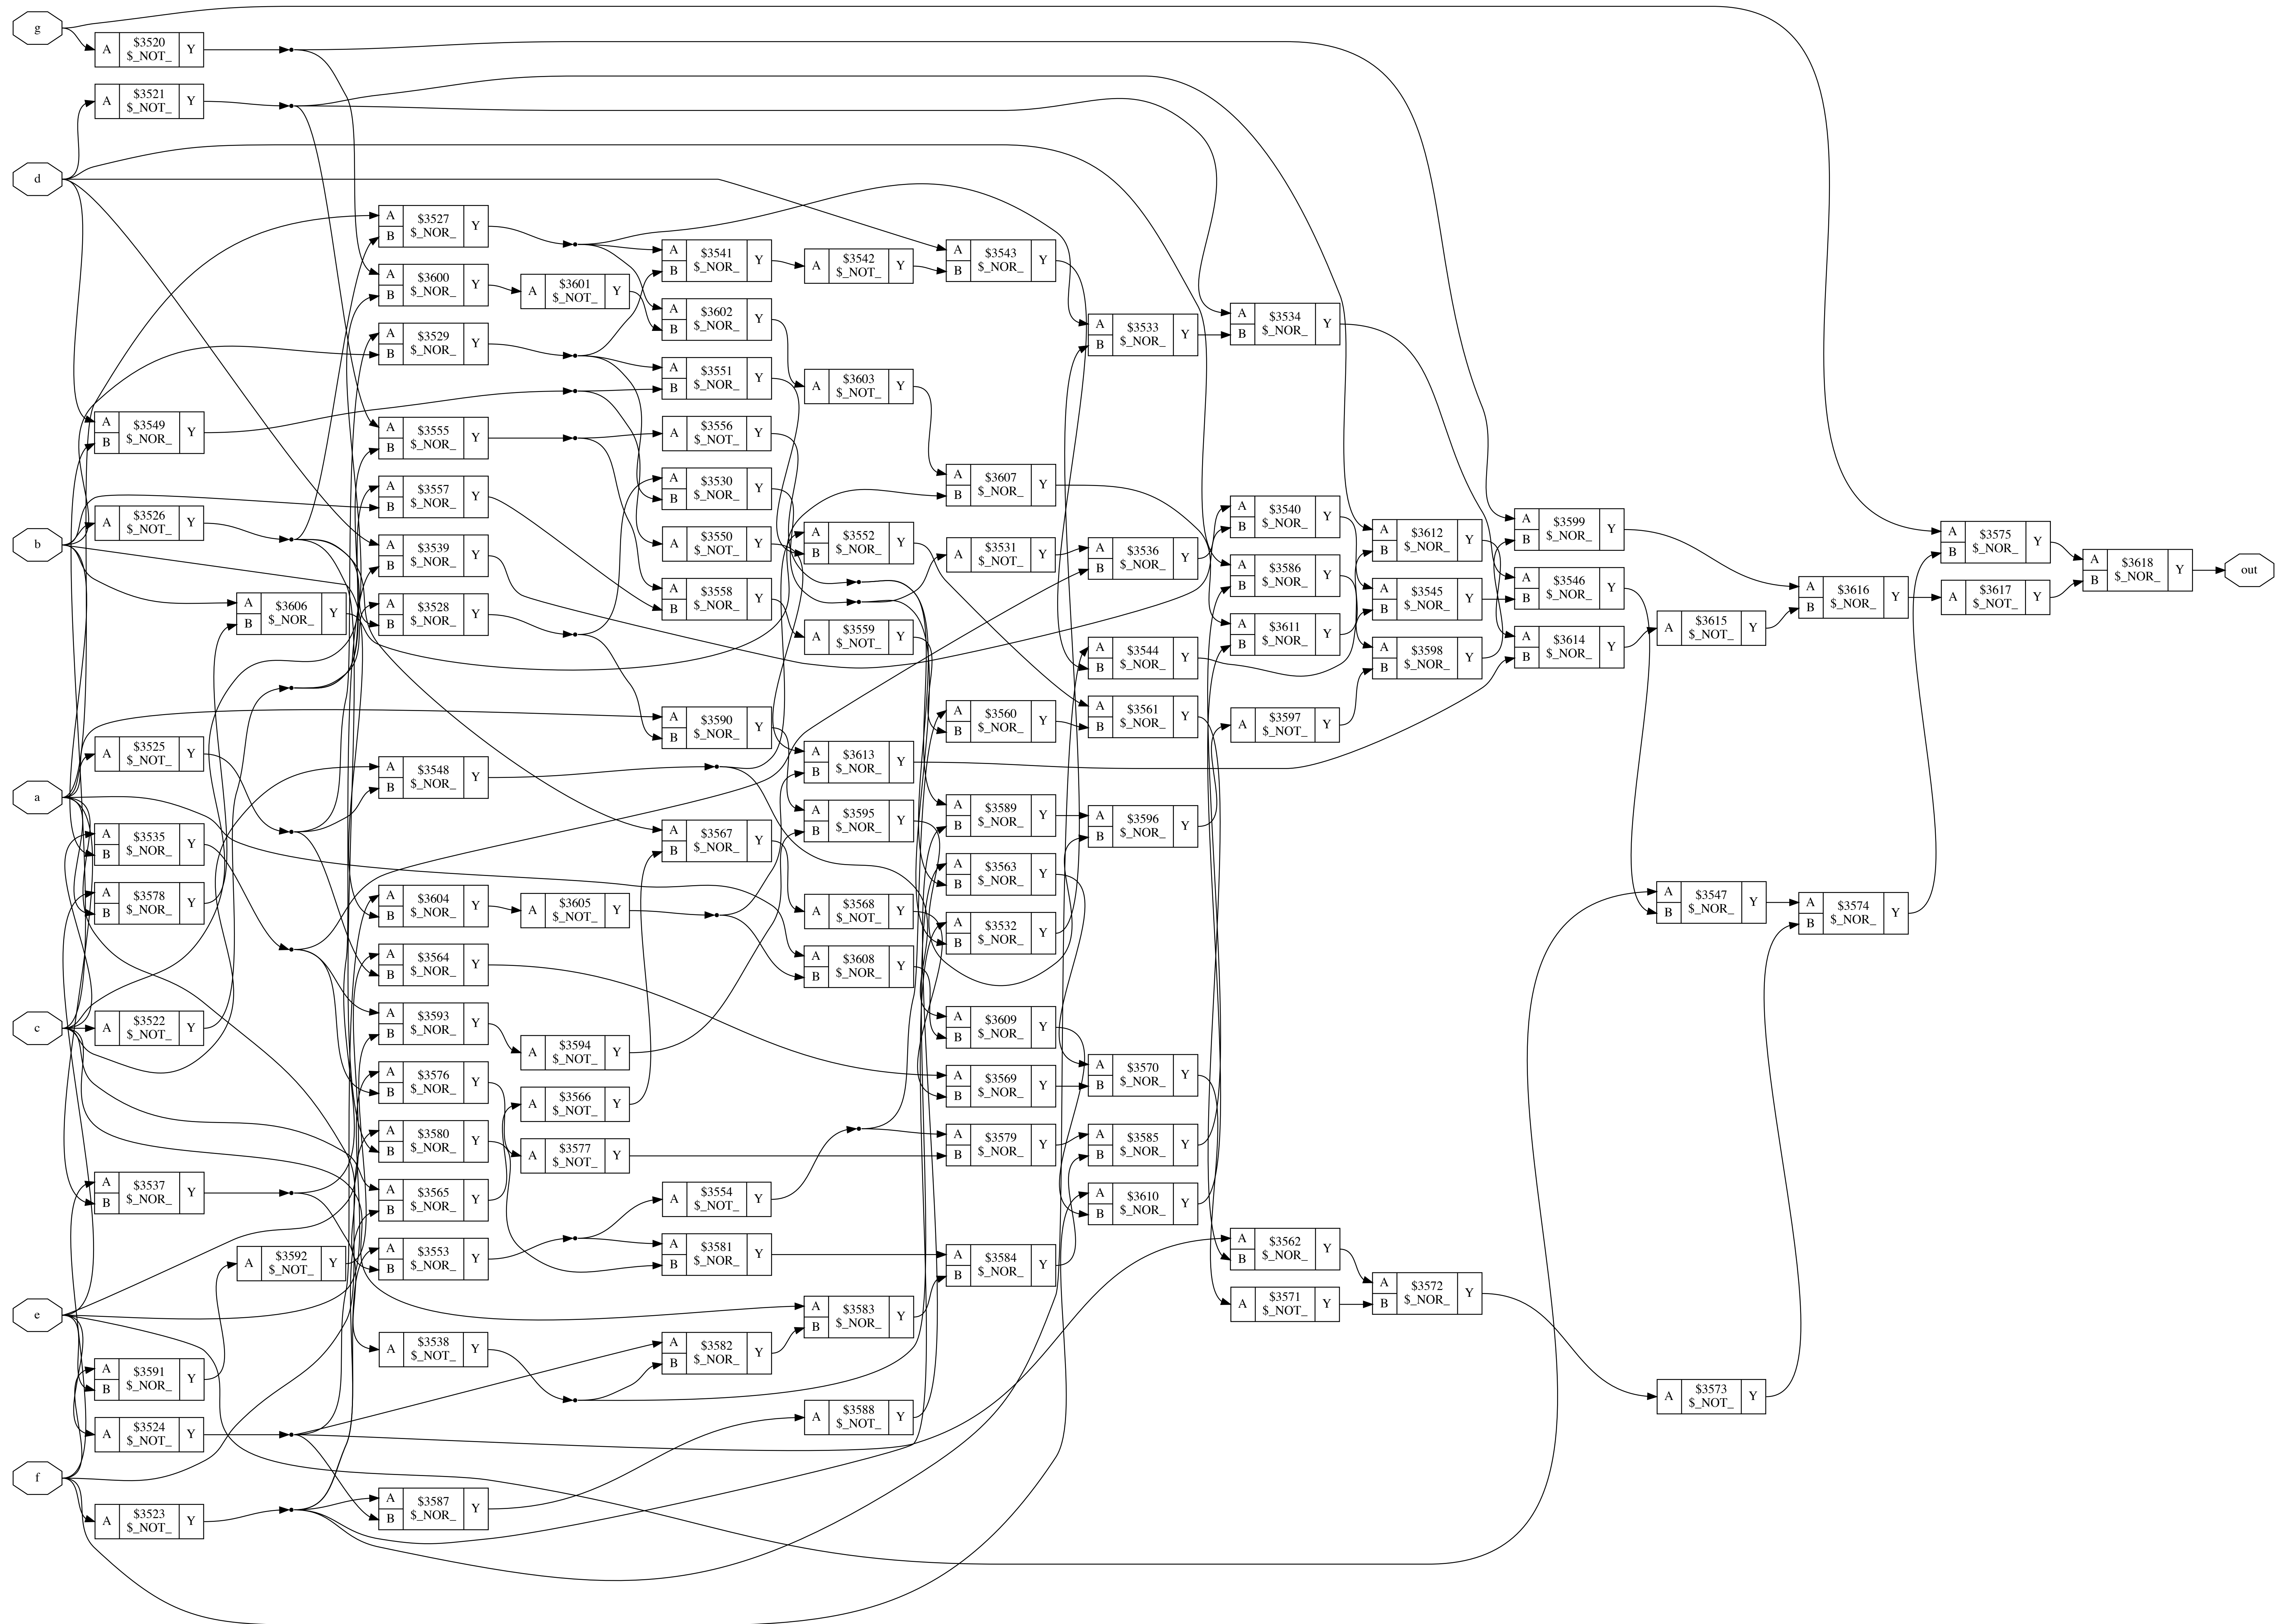 g
d
b
a
c
e
f
A $3520 Y
$_NOT_
A $3521 Y
$_NOT_
A $3549 Y
B $_NOR_
A $3526 Y
$_NOT_
A $3525 Y
$_NOT_
A $3535 Y
B $_NOR_
A $3578 Y
B $_NOR_
A $3522 Y
$_NOT_
A $3537 Y
B $_NOR_
A $3591 Y
B $_NOR_
A $3524 Y
$_NOT_
A $3523 Y
$_NOT_
A $3606 Y
B $_NOR_
A $3592 Y
$_NOT_
A $3527 Y
B $_NOR_
A $3600 Y
B $_NOR_
A $3529 Y
B $_NOR_
A $3555 Y
B $_NOR_
A $3557 Y
B $_NOR_
A $3539 Y
B $_NOR_
A $3528 Y
B $_NOR_
A $3548 Y
B $_NOR_
A $3604 Y
B $_NOR_
A $3564 Y
B $_NOR_
A $3593 Y
B $_NOR_
A $3576 Y
B $_NOR_
A $3580 Y
B $_NOR_
A $3565 Y
B $_NOR_
A $3553 Y
B $_NOR_
A $3538 Y
$_NOT_
A $3587 Y
B $_NOR_
A $3601 Y
$_NOT_
A $3605 Y
$_NOT_
A $3594 Y
$_NOT_
A $3566 Y
$_NOT_
A $3577 Y
$_NOT_
A $3541 Y
B $_NOR_
A $3602 Y
B $_NOR_
A $3551 Y
B $_NOR_
A $3556 Y
$_NOT_
A $3530 Y
B $_NOR_
A $3550 Y
$_NOT_
A $3558 Y
B $_NOR_
A $3590 Y
B $_NOR_
A $3567 Y
B $_NOR_
A $3554 Y
$_NOT_
A $3581 Y
B $_NOR_
A $3582 Y
B $_NOR_
A $3542 Y
$_NOT_
A $3603 Y
$_NOT_
A $3552 Y
B $_NOR_
A $3559 Y
$_NOT_
A $3613 Y
B $_NOR_
A $3595 Y
B $_NOR_
A $3568 Y
$_NOT_
A $3608 Y
B $_NOR_
A $3583 Y
B $_NOR_
A $3588 Y
$_NOT_
A $3543 Y
B $_NOR_
A $3607 Y
B $_NOR_
A $3531 Y
$_NOT_
A $3560 Y
B $_NOR_
A $3589 Y
B $_NOR_
A $3563 Y
B $_NOR_
A $3532 Y
B $_NOR_
A $3609 Y
B $_NOR_
A $3569 Y
B $_NOR_
A $3579 Y
B $_NOR_
A $3584 Y
B $_NOR_
A $3533 Y
B $_NOR_
A $3536 Y
B $_NOR_
A $3544 Y
B $_NOR_
A $3561 Y
B $_NOR_
A $3596 Y
B $_NOR_
A $3570 Y
B $_NOR_
A $3585 Y
B $_NOR_
A $3610 Y
B $_NOR_
A $3534 Y
B $_NOR_
A $3540 Y
B $_NOR_
A $3586 Y
B $_NOR_
A $3611 Y
B $_NOR_
A $3597 Y
$_NOT_
A $3562 Y
B $_NOR_
A $3571 Y
$_NOT_
A $3612 Y
B $_NOR_
A $3545 Y
B $_NOR_
A $3598 Y
B $_NOR_
A $3572 Y
B $_NOR_
A $3599 Y
B $_NOR_
A $3546 Y
B $_NOR_
A $3614 Y
B $_NOR_
A $3615 Y
$_NOT_
A $3547 Y
B $_NOR_
A $3573 Y
$_NOT_
A $3616 Y
B $_NOR_
A $3574 Y
B $_NOR_
A $3575 Y
B $_NOR_
A $3617 Y
$_NOT_
A $3618 Y
B $_NOR_
out